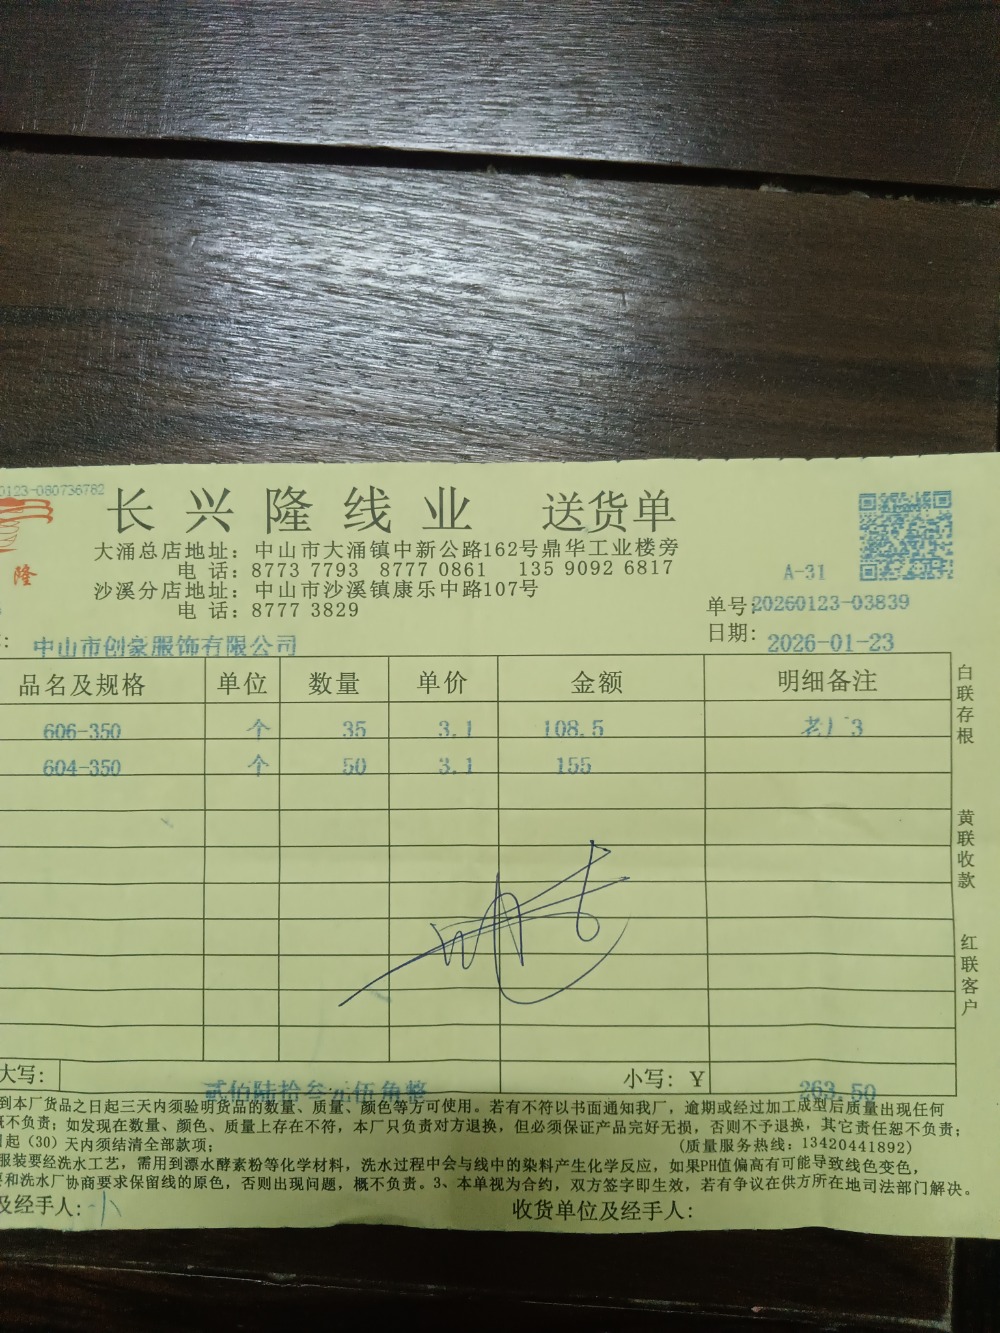 0123-080736782
长兴隆线业 送货单
大涌总店地址：中山市大涌镇中新公路162号鼎华工业楼旁
电 话：8773 7793 8777 0861 135 9092 6817
沙溪分店地址：中山市沙溪镇康乐中路107号
电 话：8777 3829
隆
A-31
单号:20260123-03839
日期: 2026-01-23
: 中山市创豪服饰有限公司
品名及规格 单位 数量 单价 金额 明细备注
606-350 个 35 3.1 108.5 老厂3
604-350 个 50 3.1 155
白联存根
黄联收款
红联客户
大写: 贰佰陆拾叁元伍角整 小写: ￥ 263.50
到本厂货品之日起三天内须验明货品的数量、质量、颜色等方可使用。若有不符以书面通知我厂，逾期或经过加工成型后质量出现任何
概不负责；如发现在数量、颜色、质量上存在不符，本厂只负责对方退换，但必须保证产品完好无损，否则不予退换，其它责任恕不负责；
起（30）天内须结清全部款项； (质量服务热线: 13420441892)
服装要经洗水工艺，需用到漂水酵素粉等化学材料，洗水过程中会与线中的染料产生化学反应，如果PH值偏高有可能导致线色变色，
和洗水厂协商要求保留线的原色，否则出现问题，概不负责。3、本单视为合约，双方签字即生效，若有争议在供方所在地司法部门解决。
及经手人: 小 收货单位及经手人: